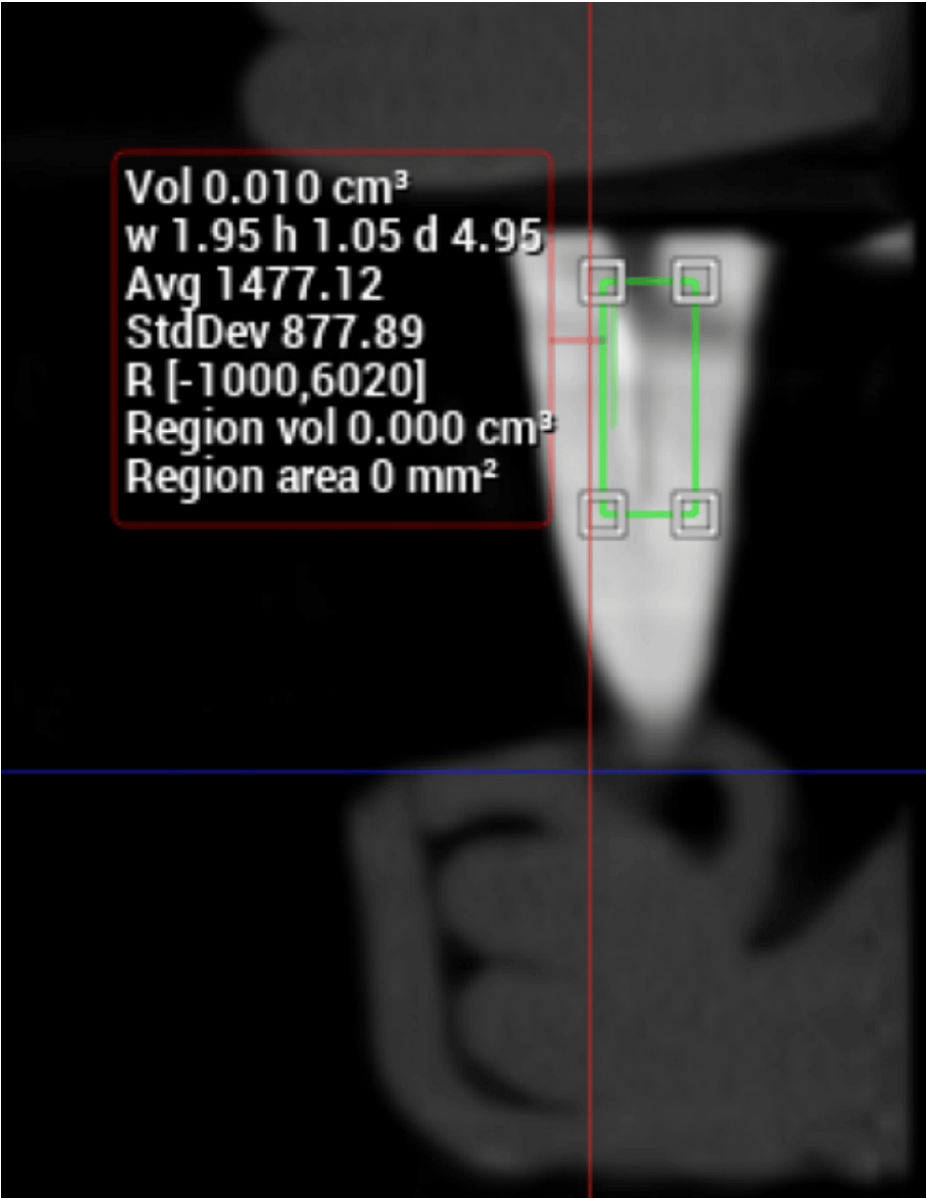 Vol 0.010 cm³
w 1.95 h 1.05 d 4.95
Avg 1477.12
StdDev 877.89
R [-1000,6020]
Region vol 0.000 cm³
Region area 0 mm²